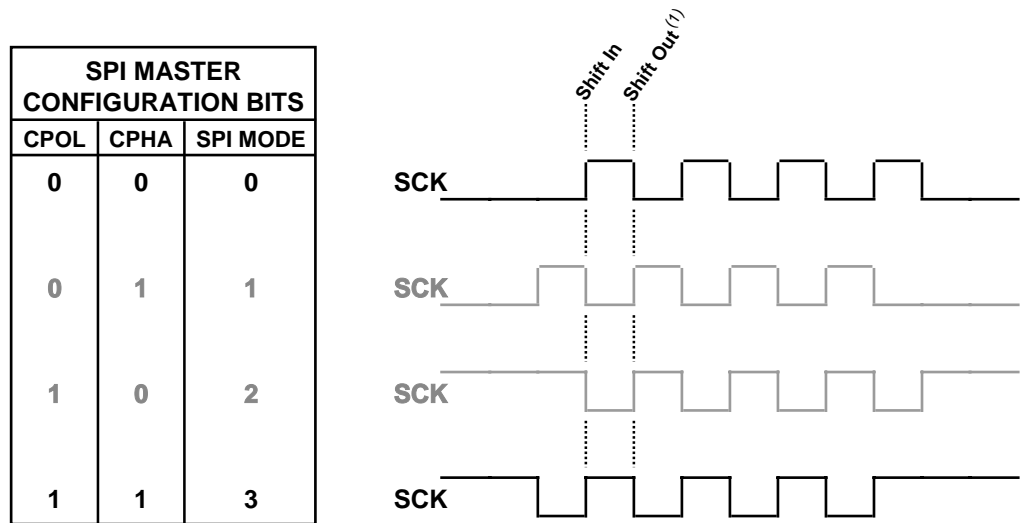 Shift In
Shift Out(1)
SPI MASTER
CONFIGURATION BITS
CPOL CPHA SPI MODE
0 0 0 SCK
0 1 1 SCK
1 0 2 SCK
1 1 3 SCK